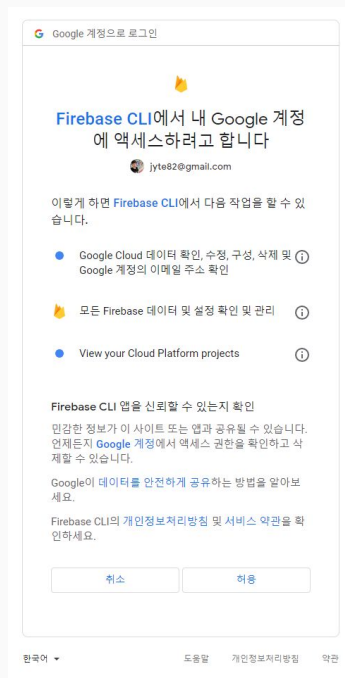 Google 계정으로 로그인
Firebase CLI에서 내 Google 계정
에 액세스하려고 합니다
jyte82@gmail.com
이렇게 하면 Firebase CLI에서 다음 작업을 할 수 있
습니다.
Google Cloud 데이터 확인, 수정, 구성, 삭제 및
Google 계정의 이메일 주소 확인
모든 Firebase 데이터 및 설정 확인 및 관리
View your Cloud Platform projects
Firebase CLI 앱을 신뢰할 수 있는지 확인
민감한 정보가 이 사이트 또는 앱과 공유될 수 있습니다.
언제든지 Google 계정에서 액세스 권한을 확인하고 삭
제할 수 있습니다.
Google이 데이터를 안전하게 공유하는 방법을 알아보
세요.
Firebase CLI의 개인정보처리방침 및 서비스 약관을 확
인하세요.
취소 허용
한국어 도움말 개인정보처리방침 약관